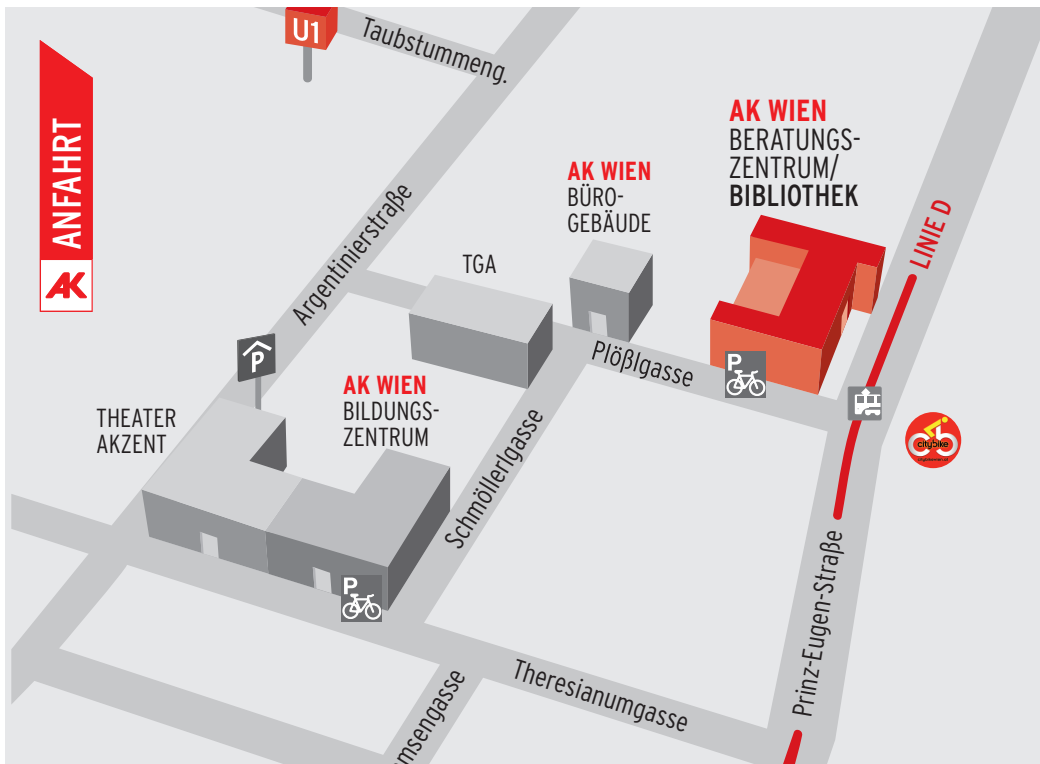 U1
Taubstummeng.
ANFAHRT
AK
AK WIEN
BERATUNGS-
ZENTRUM/
BIBLIOTHEK
AK WIEN
BÜRO-
GEBÄUDE
LINIE D
Argentinierstraße
TGA
Plößlgasse
P
P
AK WIEN
BILDUNGS-
ZENTRUM
THEATER
AKZENT
citybike
Schmöllerlgasse
P
Prinz-Eugen-Straße
Theresianumgasse
msengasse